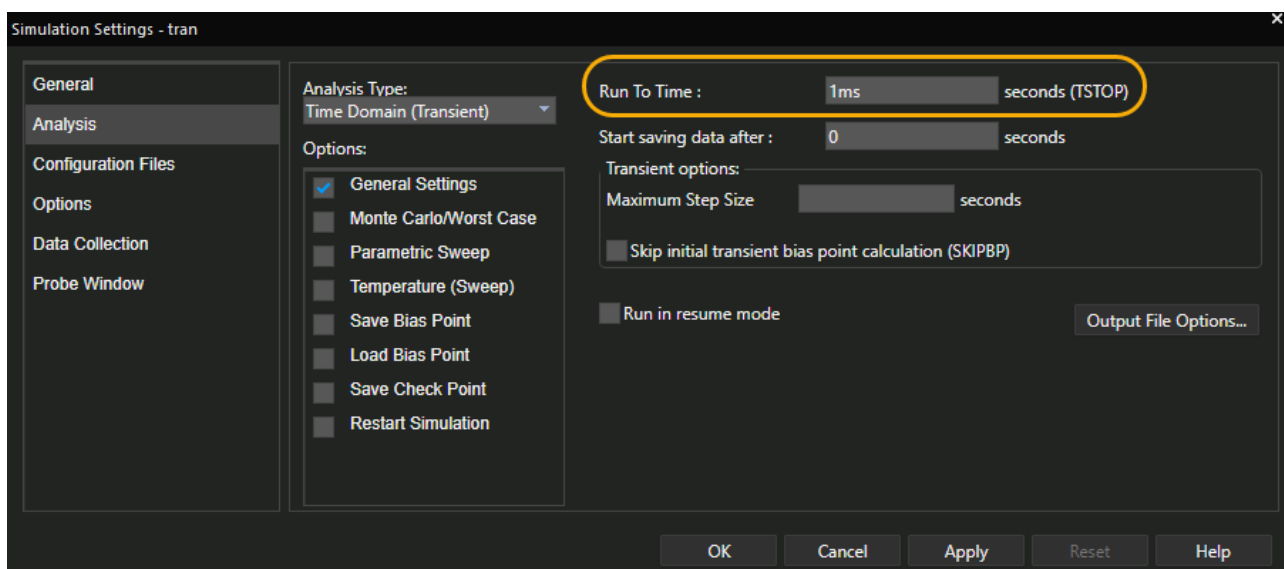 Simulation Settings - tran
General
Analysis
Configuration Files
Options
Data Collection
Probe Window
Analysis Type:
Time Domain (Transient)
Options:
General Settings
Monte Carlo/Worst Case
Parametric Sweep
Temperature (Sweep)
Save Bias Point
Load Bias Point
Save Check Point
Restart Simulation
Run To Time : 1ms seconds (TSTOP)
Start saving data after : 0 seconds
Transient options:
Maximum Step Size seconds
Skip initial transient bias point calculation (SKIPBP)
Run in resume mode
Output File Options...
OK Cancel Apply Reset Help